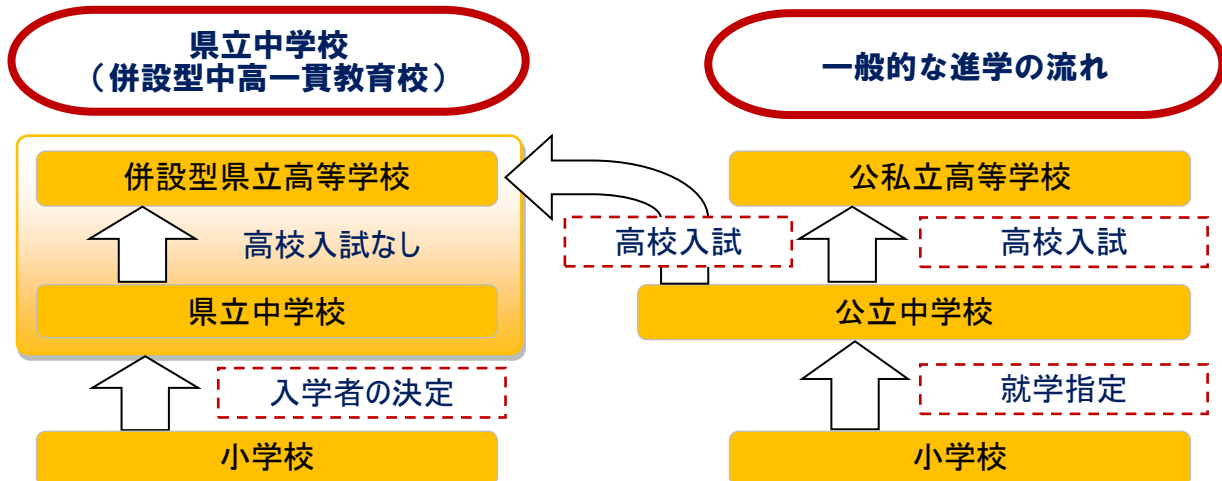 県立中学校
（併設型中高一貫教育校）
一般的な進学の流れ
併設型県立高等学校
公私立高等学校
高校入試なし
高校入試
高校入試
県立中学校
公立中学校
入学者の決定
就学指定
小学校
小学校